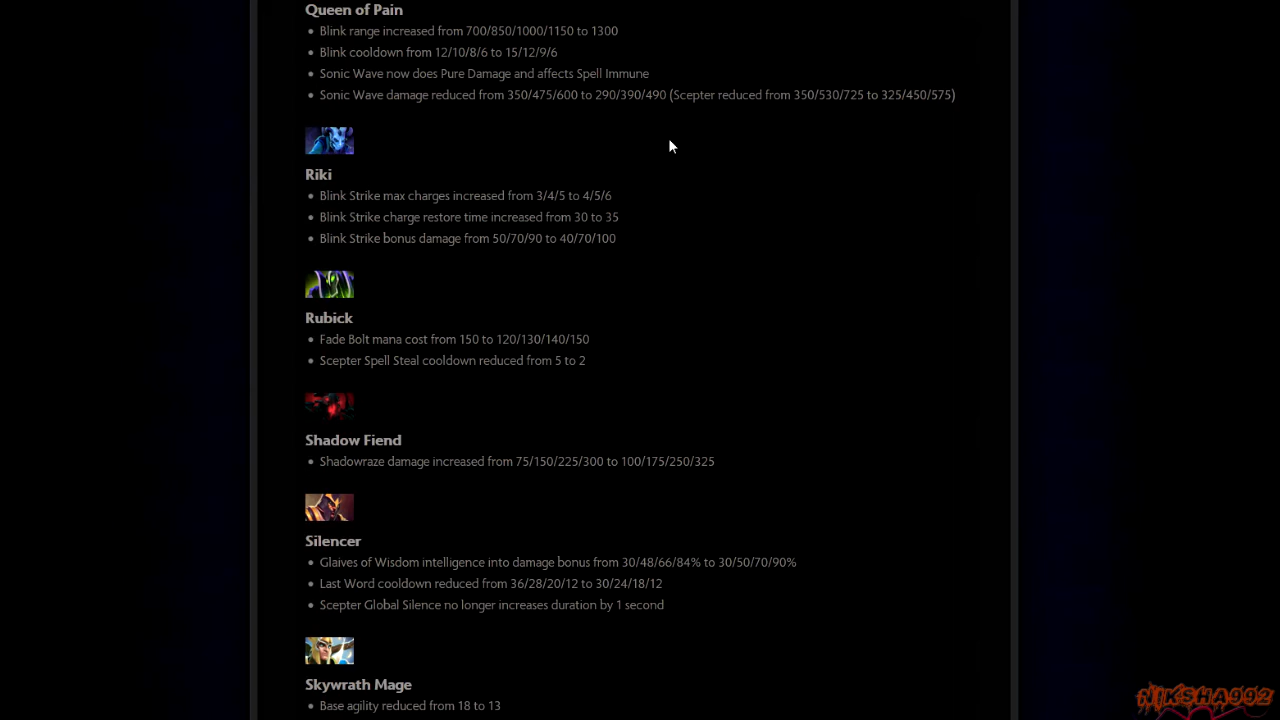 Queen of Pain
• Blink range increased from 700/850/1000/1150 to 1300
• Blink cooldown from 12/10/8/6 to 15/12/9/6
• Sonic Wave now does Pure Damage and affects Spell Immune
• Sonic Wave damage reduced from 350/475/600 to 290/390/490 (Scepter reduced from 350/530/725 to 325/450/575)
Riki
• Blink Strike max charges increased from 3/4/5 to 4/5/6
• Blink Strike charge restore time increased from 30 to 35
• Blink Strike bonus damage from 50/70/90 to 40/70/100
Rubick
• Fade Bolt mana cost from 150 to 120/130/140/150
• Scepter Spell Steal cooldown reduced from 5 to 2
Shadow Fiend
• Shadowraze damage increased from 75/150/225/300 to 100/175/250/325
Silencer
• Glaives of Wisdom intelligence into damage bonus from 30/48/66/84% to 30/50/70/90%
• Last Word cooldown reduced from 36/28/20/12 to 30/24/18/12
• Scepter Global Silence no longer increases duration by 1 second
Skywrath Mage
• Base agility reduced from 18 to 13
NIKSHA992